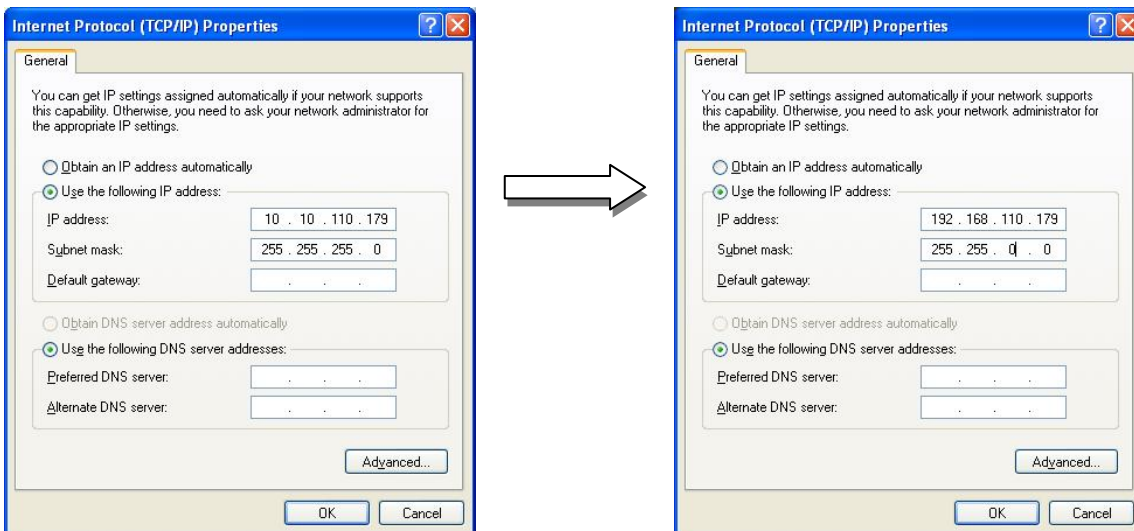 Internet Protocol (TCP/IP) Properties
General
You can get IP settings assigned automatically if your network supports
this capability. Otherwise, you need to ask your network administrator for
the appropriate IP settings.
Obtain an IP address automatically
Use the following IP address:
IP address: 10 . 10 . 110 . 179
Subnet mask: 255 . 255 . 255 . 0
Default gateway: . . .
Obtain DNS server address automatically
Use the following DNS server addresses:
Preferred DNS server: . . .
Alternate DNS server: . . .
Advanced...
OK Cancel
Internet Protocol (TCP/IP) Properties
General
You can get IP settings assigned automatically if your network supports
this capability. Otherwise, you need to ask your network administrator for
the appropriate IP settings.
Obtain an IP address automatically
Use the following IP address:
IP address: 192 . 168 . 110 . 179
Subnet mask: 255 . 255 . 0 . 0
Default gateway: . . .
Obtain DNS server address automatically
Use the following DNS server addresses:
Preferred DNS server: . . .
Alternate DNS server: . . .
Advanced...
OK Cancel